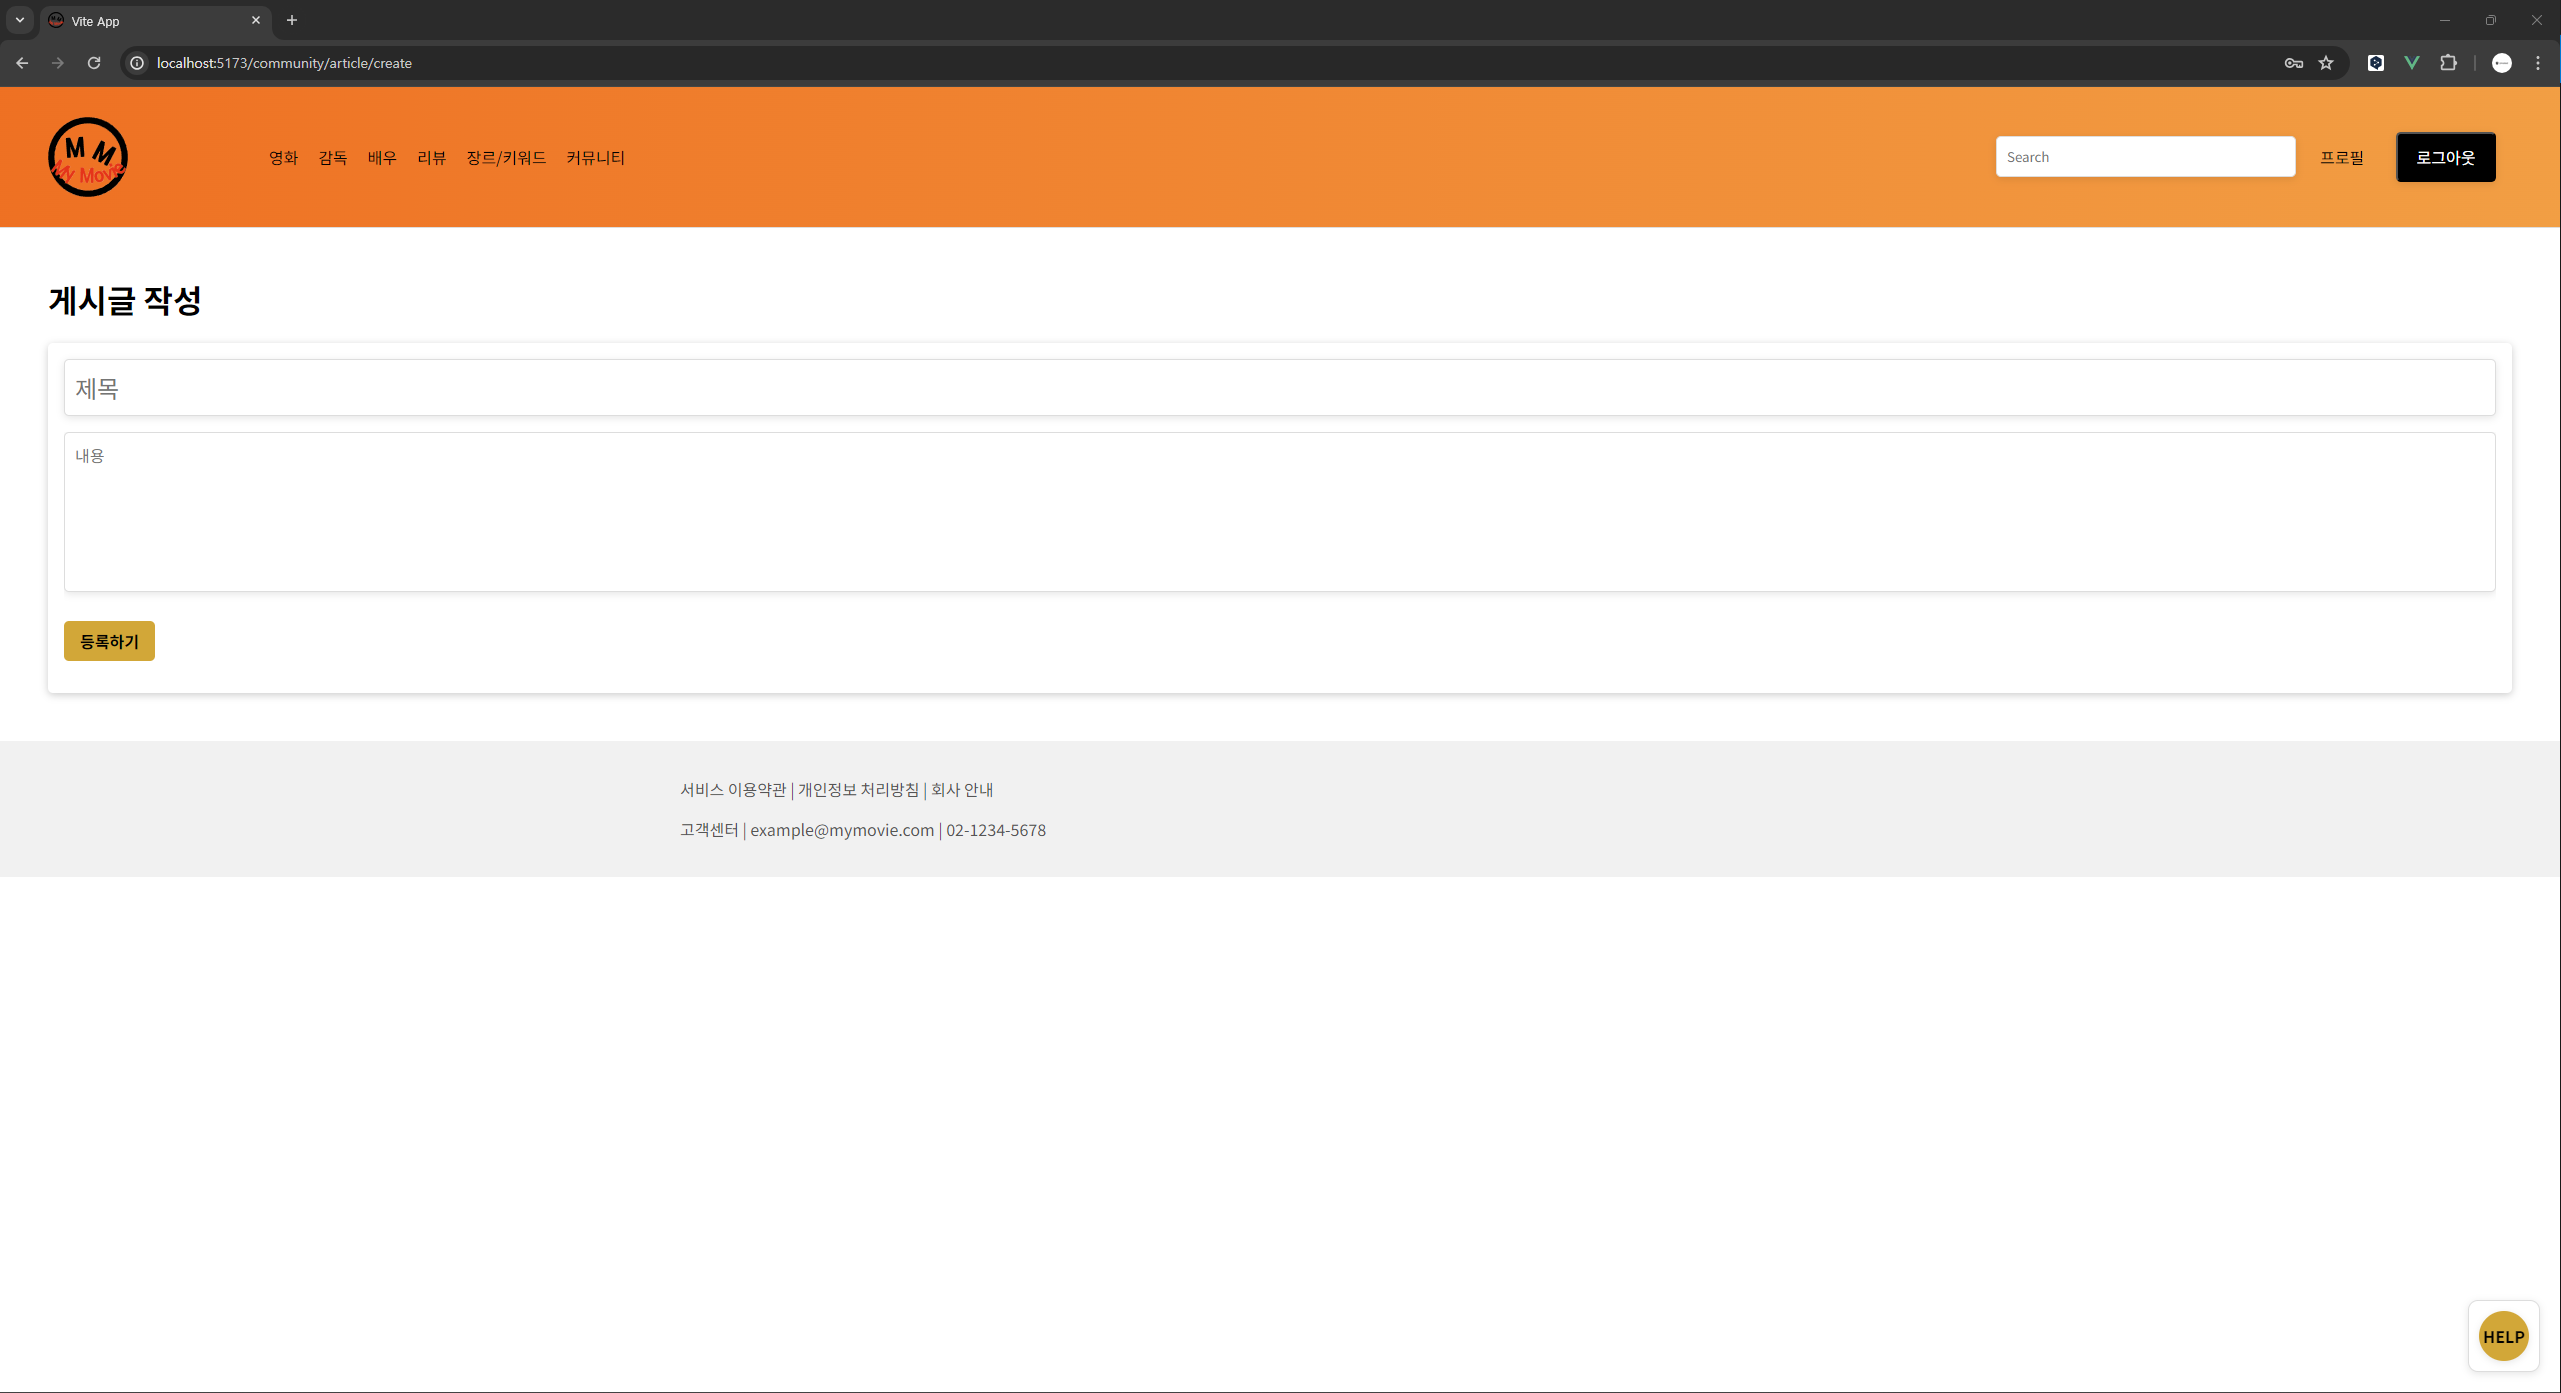 Vite App
localhost:5173/community/article/create
M M
My Movie
영화 감독 배우 리뷰 장르/키워드 커뮤니티
Search
프로필
로그아웃
게시글 작성
제목
내용
등록하기
서비스 이용약관 | 개인정보 처리방침 | 회사 안내
고객센터 | example@mymovie.com | 02-1234-5678
HELP